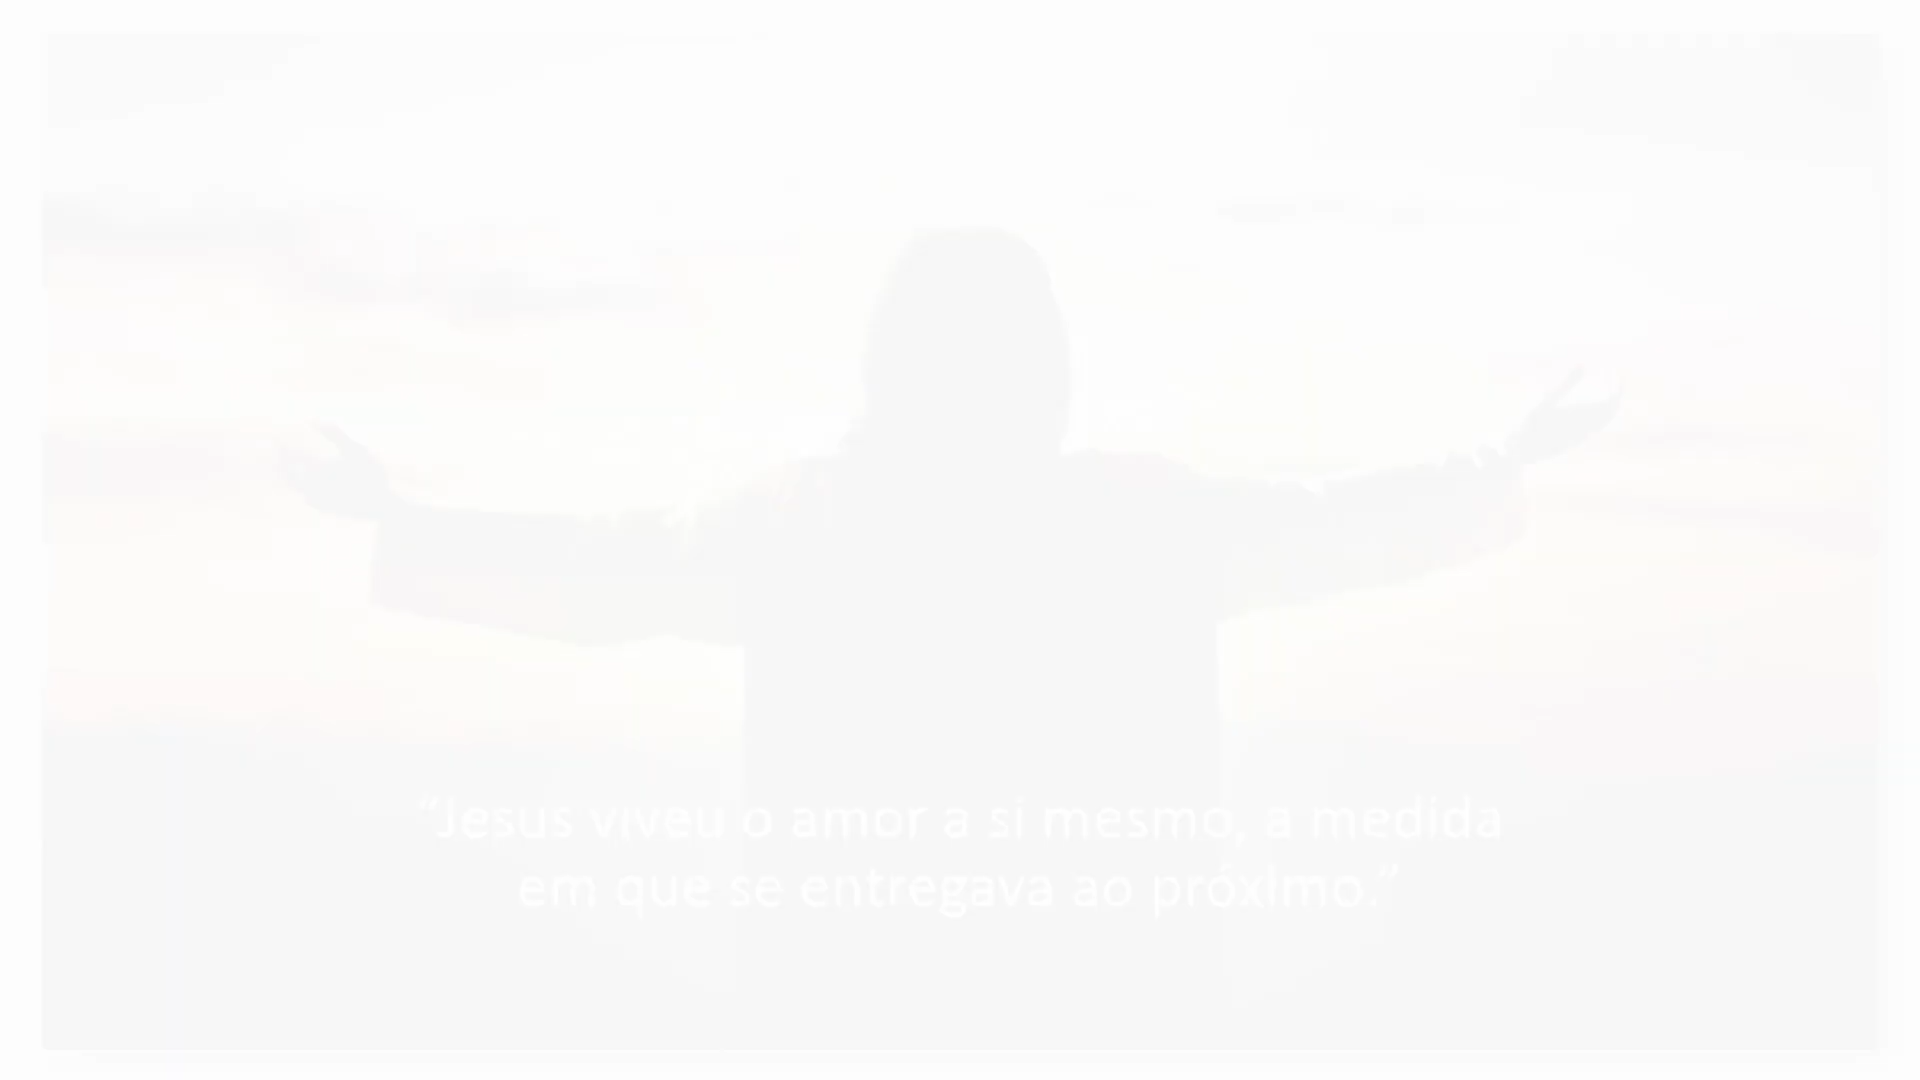 “Jesus viveu o amor a si mesmo, a medida
em que se entregava ao próximo.”